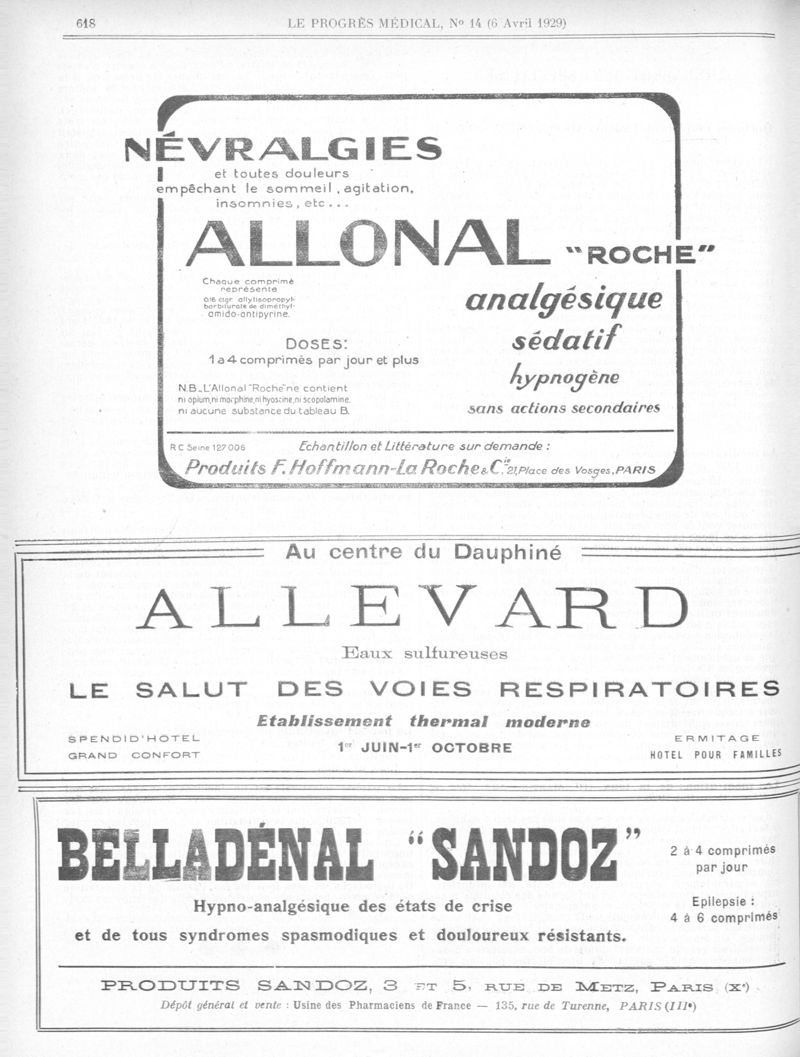 618
LE PROGRÈS MÉDICAL, No 14 (6 Avril 1929)
NÉVRALGIES
et toutes douleurs
empêchant le sommeil, agitation,
insomnies, etc...
ALLONAL "ROCHE"
Chaque comprimé
représente
0,16 ctgr. allylisopropyl-
barbiturate de diméthyl-
amido-antipyrine.
analgésique
sédatif
hypnogène
sans actions secondaires
DOSES:
1 a 4 comprimés par jour et plus
N.B._L'Allonal "Roche" ne contient
ni opium, ni morphine, ni hyoscine, ni scopolamine,
ni aucune substance du tableau B.
R C Seine 127006
Echantillon et Littérature sur demande :
Produits F. Hoffmann-La Roche & Cie. 21, Place des Vosges, PARIS
Au centre du Dauphiné
ALLEVARD
Eaux sulfureuses
LE SALUT DES VOIES RESPIRATOIRES
Etablissement thermal moderne
SPENDID'HOTEL
GRAND CONFORT
1er JUIN-1er OCTOBRE
ERMITAGE
HOTEL POUR FAMILLES
BELLADÉNAL "SANDOZ"
2 à 4 comprimés
par jour
Epilepsie :
4 à 6 comprimés
Hypno-analgésique des états de crise
et de tous syndromes spasmodiques et douloureux résistants.
PRODUITS SANDOZ, 3 ET 5, RUE DE METZ, PARIS (Xe)
Dépôt général et vente : Usine des Pharmaciens de France — 135, rue de Turenne, PARIS (IIIe)